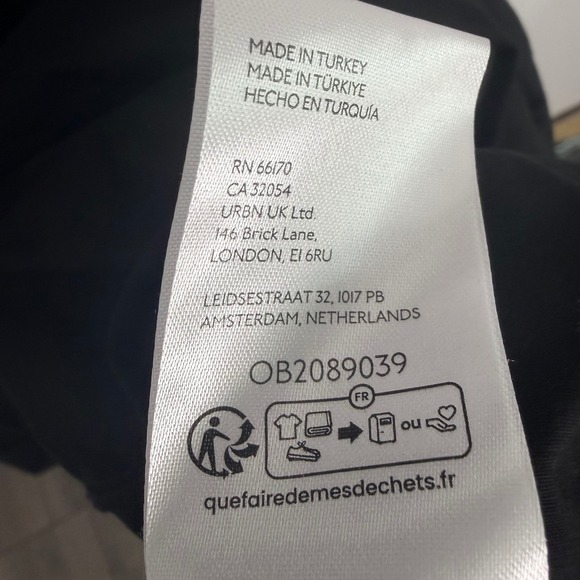 MADE IN TURKEY
MADE IN TÜRKIYE
HECHO EN TURQUÍA
RN 66170
CA 32054
URBN UK Ltd.
146 Brick Lane,
LONDON, E1 6RU
LEIDSESTRAAT 32, 1017 PB
AMSTERDAM, NETHERLANDS
OB2089039
FR
ou
quefairedemesdechets.fr